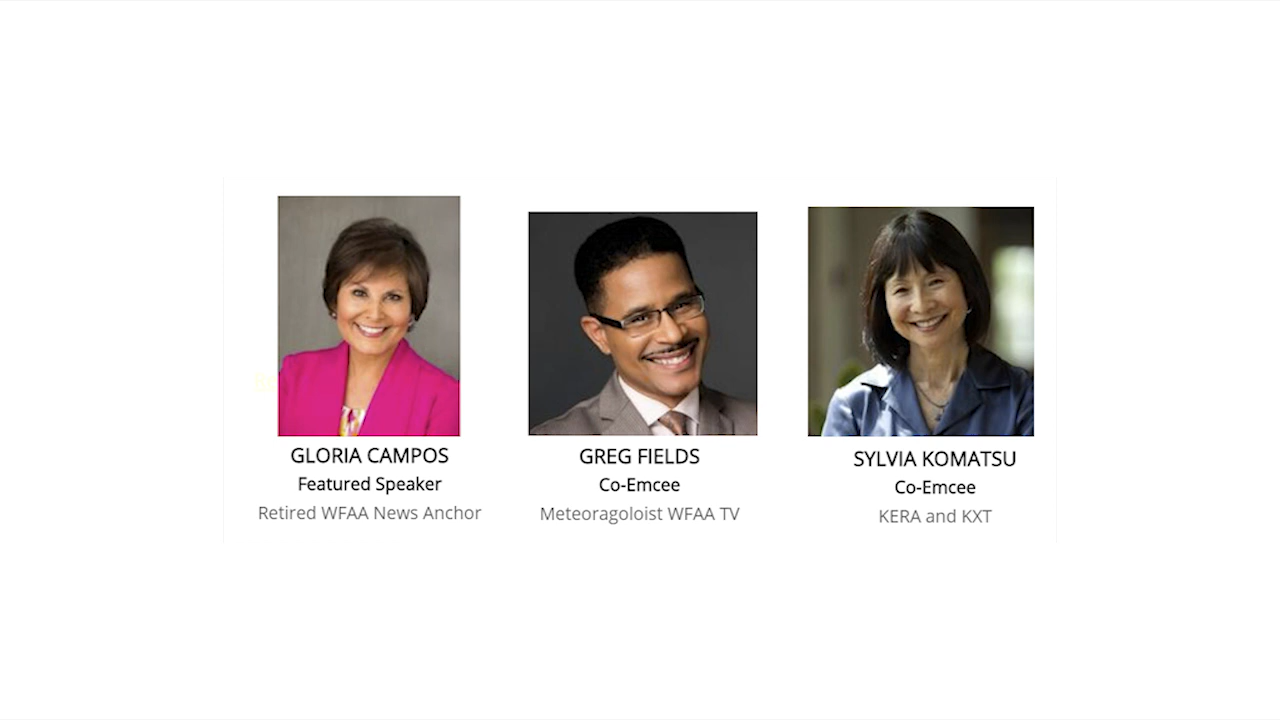 GLORIA CAMPOS
Featured Speaker
Retired WFAA News Anchor
GREG FIELDS
Co-Emcee
Meteoragoloist WFAA TV
SYLVIA KOMATSU
Co-Emcee
KERA and KXT